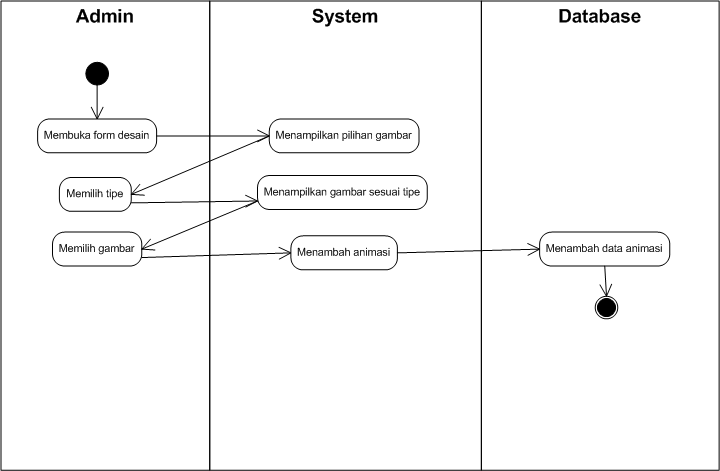 Admin
System
Database
Membuka form desain
Menampilkan pilihan gambar
Memilih tipe
Menampilkan gambar sesuai tipe
Memilih gambar
Menambah animasi
Menambah data animasi